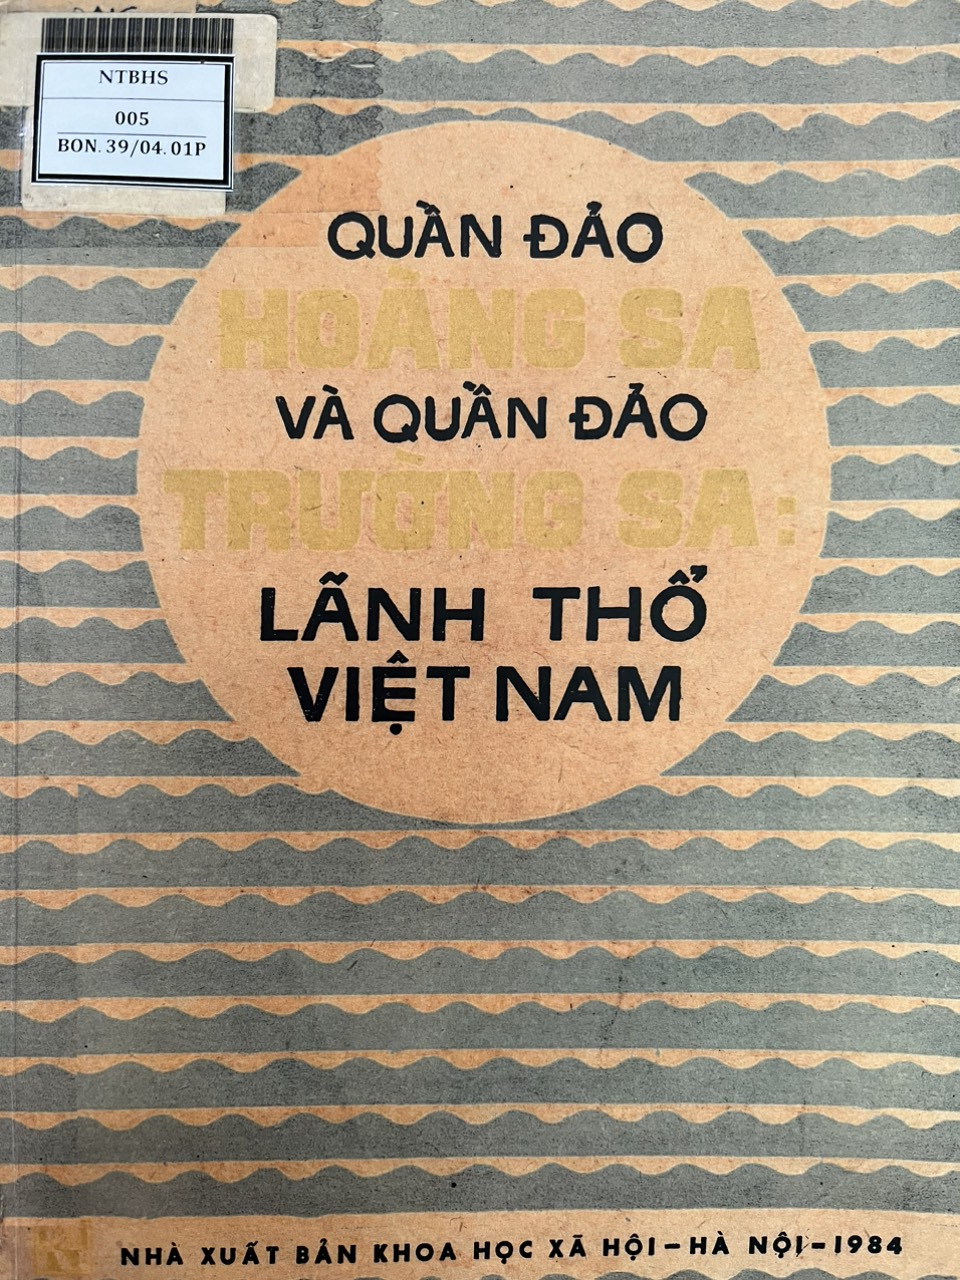 NTBHS
005
BON. 39/04. 01P
QUẦN ĐẢO
HOÀNG SA
VÀ QUẦN ĐẢO
TRƯỜNG SA:
LÃNH THỔ
VIỆT NAM
NHÀ XUẤT BẢN KHOA HỌC XÃ HỘI - HÀ NỘI - 1984